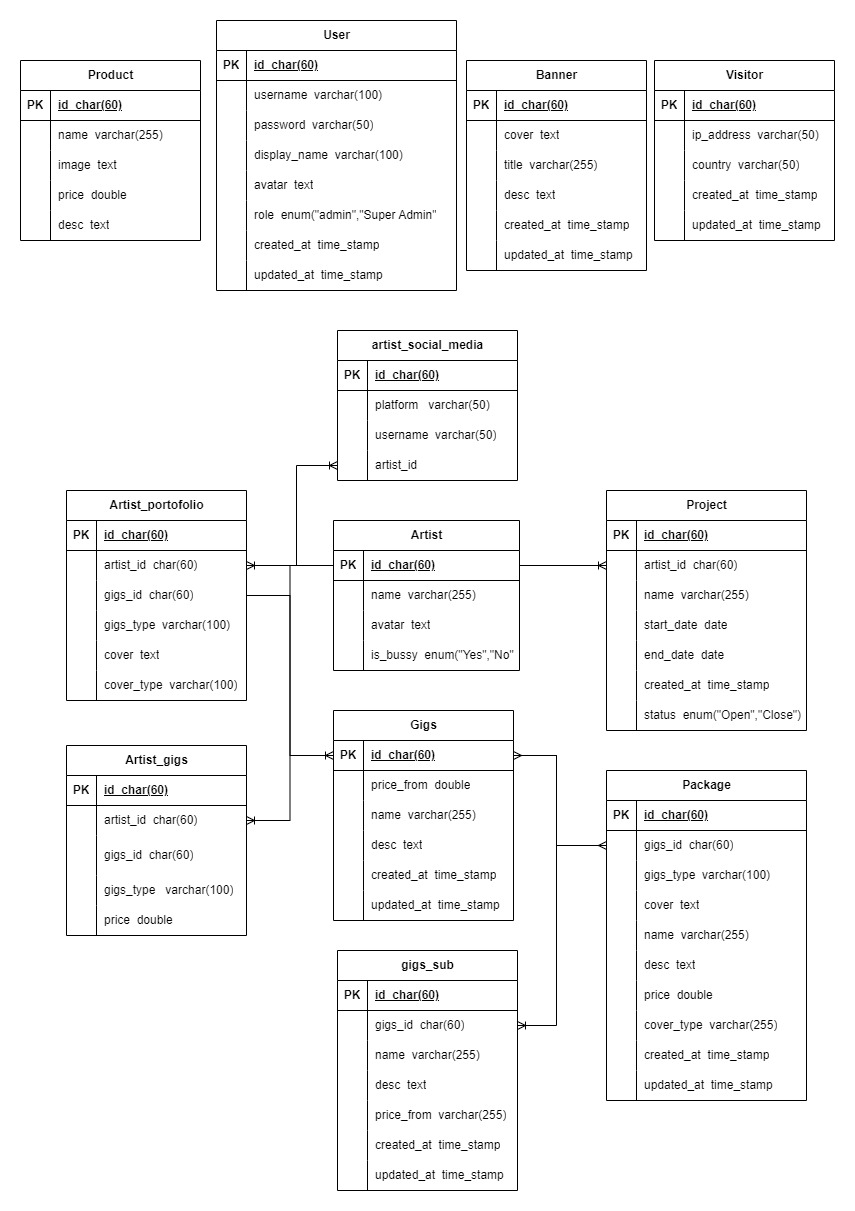 Product
PK id_char(60)
name varchar(255)
image text
price double
desc text
User
PK id_char(60)
username varchar(100)
password varchar(50)
display_name varchar(100)
avatar text
role enum("admin","Super Admin"
created_at time_stamp
updated_at time_stamp
Banner
PK id_char(60)
cover text
title varchar(255)
desc text
created_at time_stamp
updated_at time_stamp
Visitor
PK id_char(60)
ip_address varchar(50)
country varchar(50)
created_at time_stamp
updated_at time_stamp
artist_social_media
PK id_char(60)
platform varchar(50)
username varchar(50)
artist_id
Artist_portofolio
PK id_char(60)
artist_id char(60)
gigs_id char(60)
gigs_type varchar(100)
cover text
cover_type varchar(100)
Artist
PK id_char(60)
name varchar(255)
avatar text
is_bussy enum("Yes","No"
Project
PK id_char(60)
artist_id char(60)
name varchar(255)
start_date date
end_date date
created_at time_stamp
status enum("Open","Close")
Artist_gigs
PK id_char(60)
artist_id char(60)
gigs_id char(60)
gigs_type varchar(100)
price double
Gigs
PK id_char(60)
price_from double
name varchar(255)
desc text
created_at time_stamp
updated_at time_stamp
Package
PK id_char(60)
gigs_id char(60)
gigs_type varchar(100)
cover text
name varchar(255)
desc text
price double
cover_type varchar(255)
created_at time_stamp
updated_at time_stamp
gigs_sub
PK id_char(60)
gigs_id char(60)
name varchar(255)
desc text
price_from varchar(255)
created_at time_stamp
updated_at time_stamp